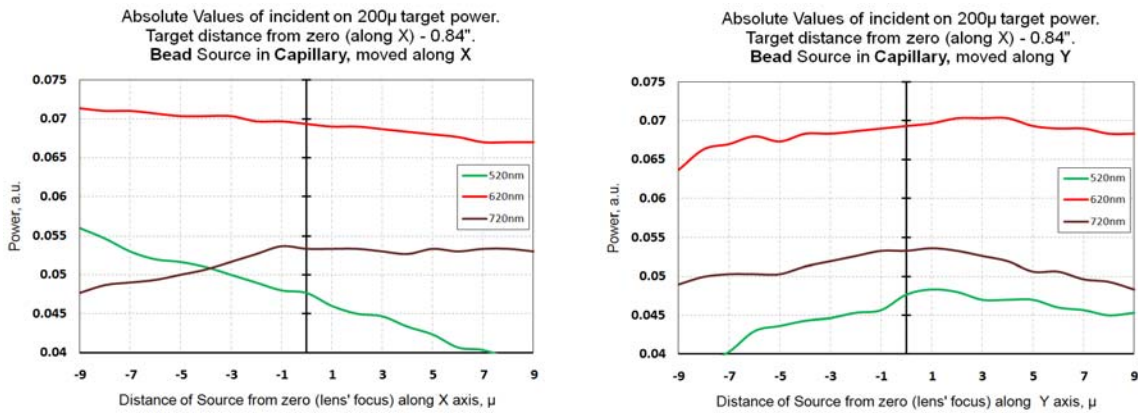 Absolute Values of incident on 200µ target power.
Target distance from zero (along X) - 0.84".
Bead Source in Capillary, moved along X
0.075
0.07
0.065
0.06
0.055
0.05
0.045
0.04
Power, a.u.
520nm
620nm
720nm
-9 -7 -5 -3 -1 1 3 5 7 9
Distance of Source from zero (lens' focus) along X axis, µ
Absolute Values of incident on 200µ target power.
Target distance from zero (along X) - 0.84".
Bead Source in Capillary, moved along Y
0.075
0.07
0.065
0.06
0.055
0.05
0.045
0.04
Power, a.u.
520nm
620nm
720nm
-9 -7 -5 -3 -1 1 3 5 7 9
Distance of Source from zero (lens' focus) along Y axis, µ